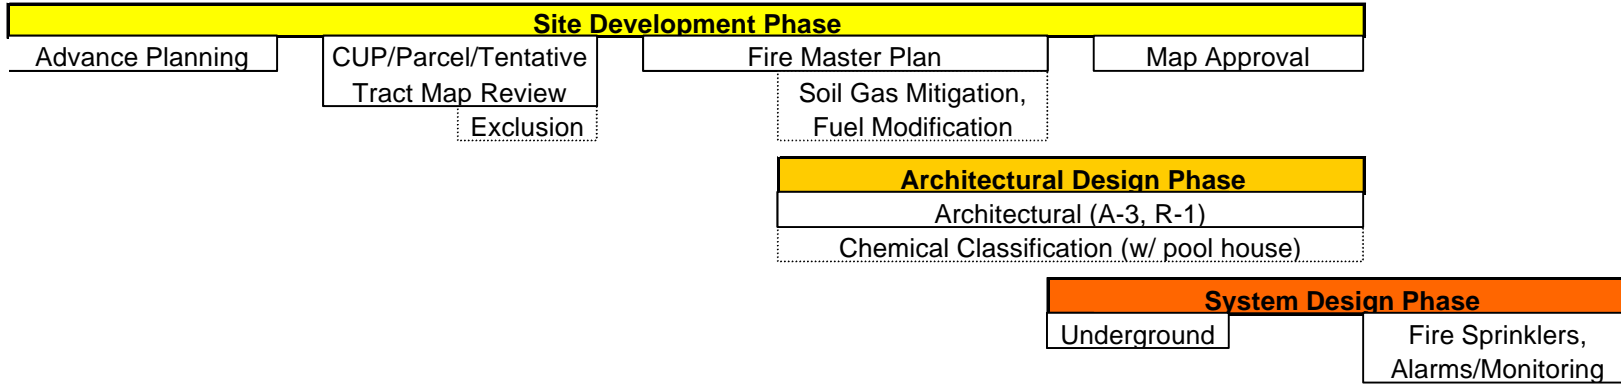 Site Development Phase
Advance Planning
CUP/Parcel/Tentative
Tract Map Review
Exclusion
Fire Master Plan
Soil Gas Mitigation,
Fuel Modification
Map Approval
Architectural Design Phase
Architectural (A-3, R-1)
Chemical Classification (w/ pool house)
System Design Phase
Underground
Fire Sprinklers,
Alarms/Monitoring